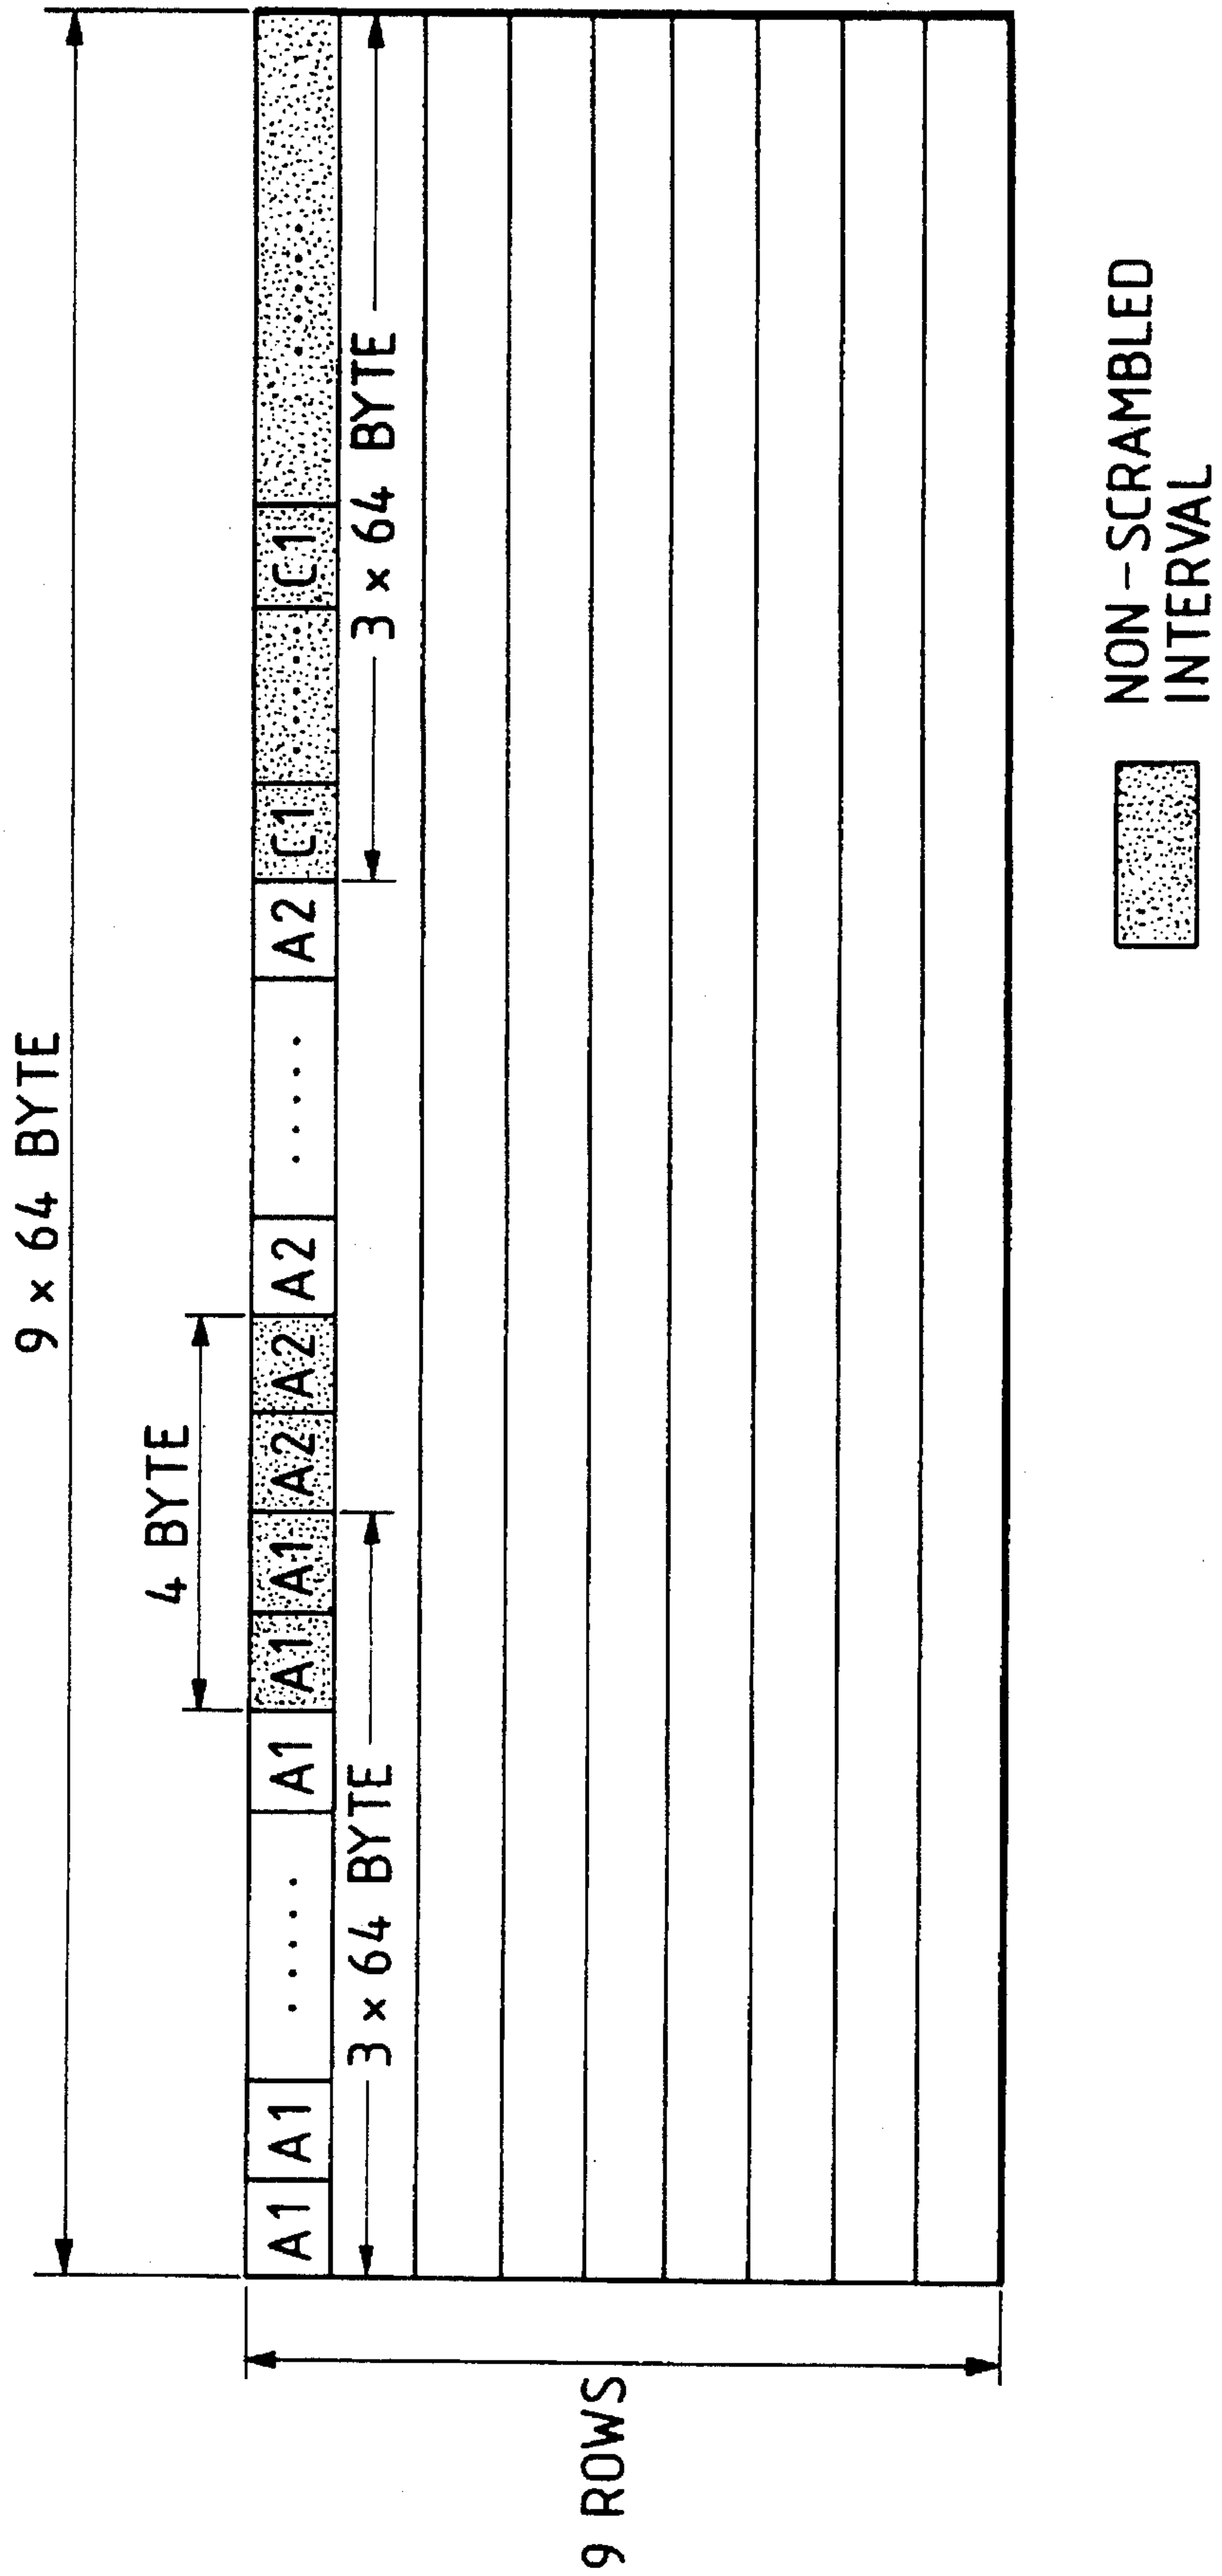 9 × 64 BYTE
4 BYTE
A1 A1 ..... A1 A1 A1 A2 A2 A2 ..... A2 C1 ..... C1 .....
3 × 64 BYTE 3 × 64 BYTE
9 ROWS
NON-SCRAMBLED
INTERVAL